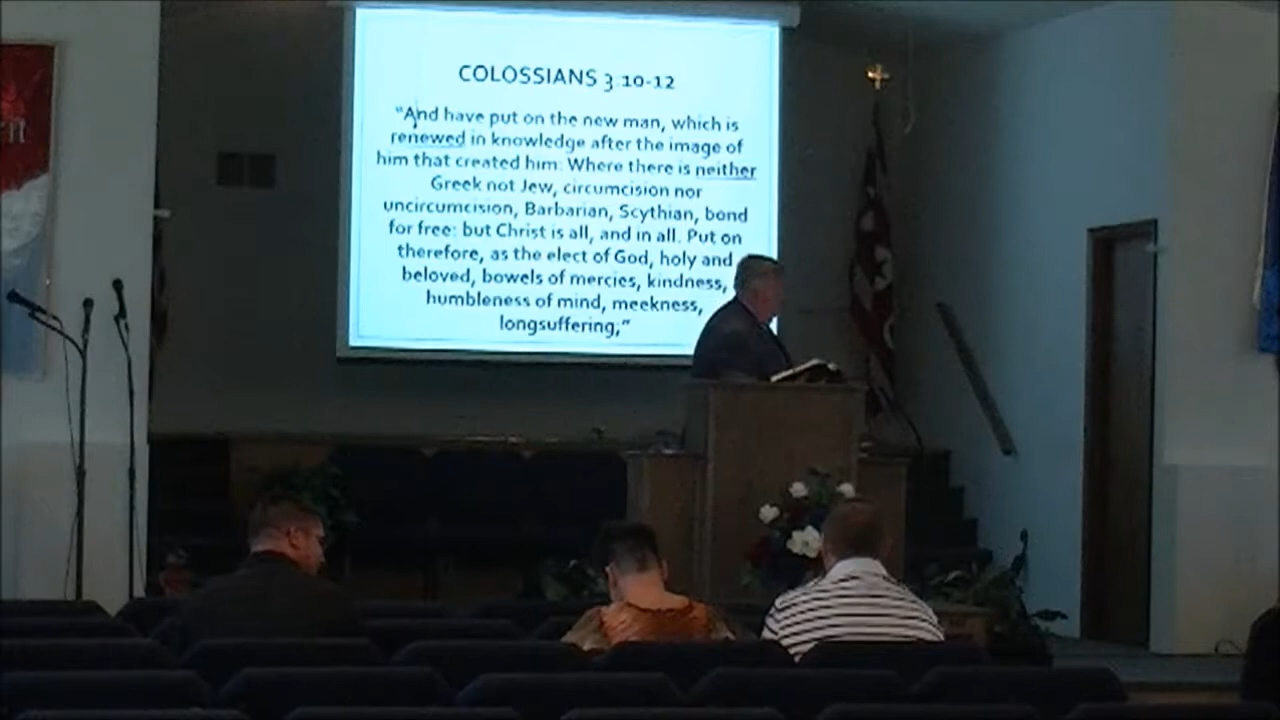 COLOSSIANS 3:10-12
"And have put on the new man, which is
renewed in knowledge after the image of
him that created him: Where there is neither
Greek not Jew, circumcision nor
uncircumcision, Barbarian, Scythian, bond
for free: but Christ is all, and in all. Put on
therefore, as the elect of God, holy and
beloved, bowels of mercies, kindness,
humbleness of mind, meekness,
longsuffering;"